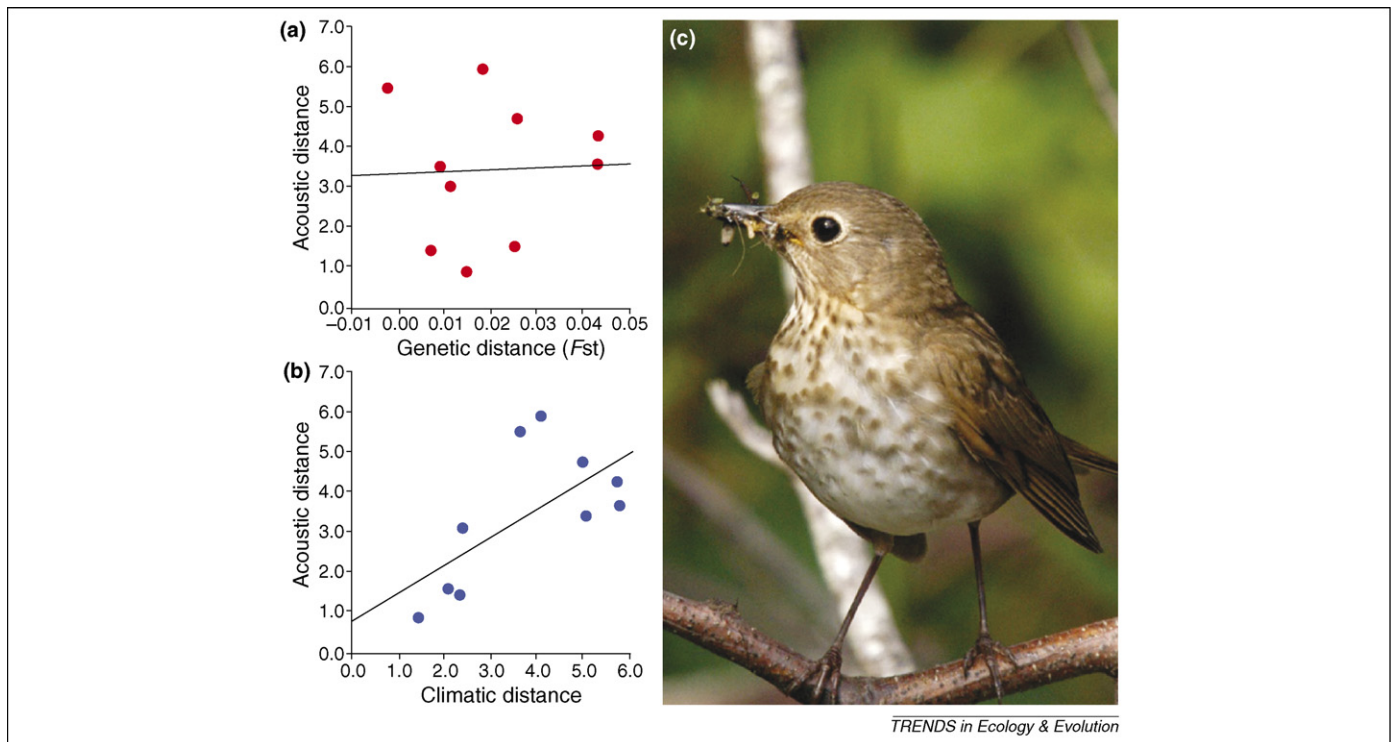 (a)
7.0
6.0
5.0
4.0
3.0
2.0
1.0
0.0
Acoustic distance
–0.01 0.00 0.01 0.02 0.03 0.04 0.05
Genetic distance (Fst)
(b)
7.0
6.0
5.0
4.0
3.0
2.0
1.0
0.0
Acoustic distance
0.0 1.0 2.0 3.0 4.0 5.0 6.0
Climatic distance
(c)
TRENDS in Ecology & Evolution